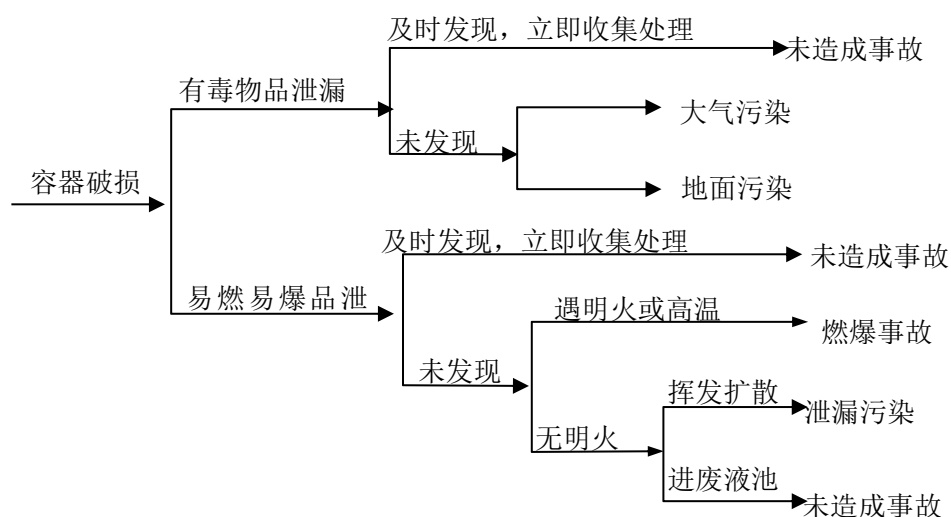 及时发现，立即收集处理
未造成事故
有毒物品泄漏
大气污染
未发现
容器破损
地面污染
及时发现，立即收集处理
未造成事故
易燃易爆品泄
遇明火或高温
燃爆事故
未发现
挥发扩散
泄漏污染
无明火
进废液池
未造成事故